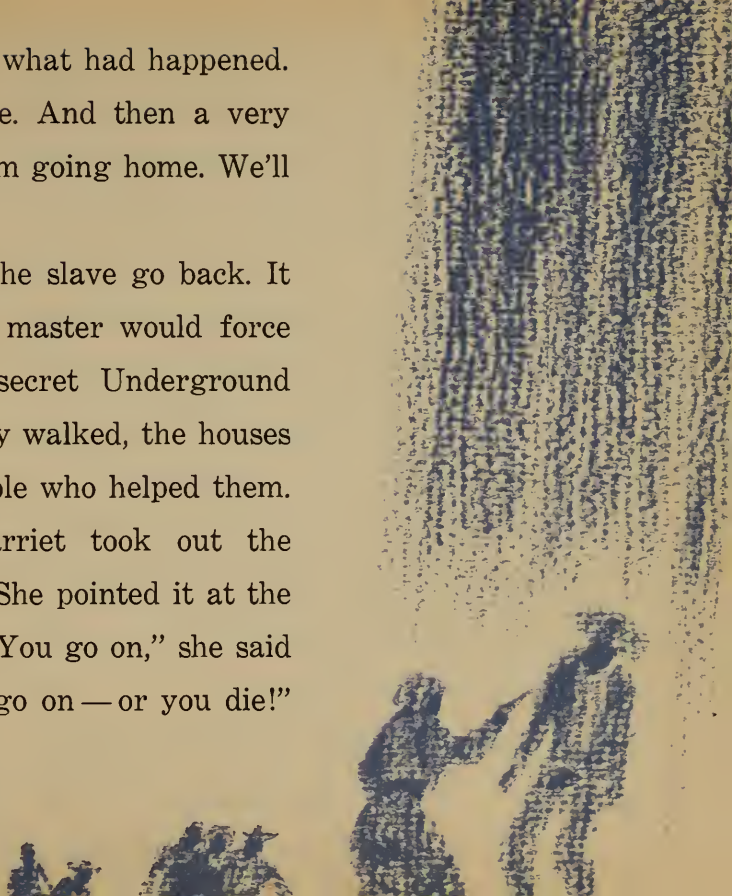 what had happened.
e. And then a very
m going home. We'll
he slave go back. It
master would force
secret Underground
y walked, the houses
ple who helped them.
rriet took out the
She pointed it at the
You go on,” she said
go on — or you die!”